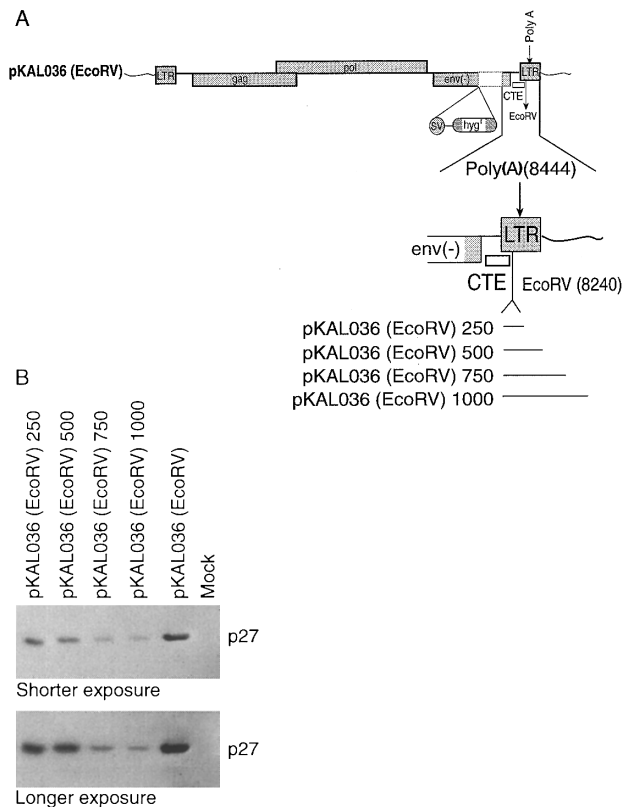 A
Poly A
pKAL036 (EcoRV)
LTR
gag
pol
env(-)
LTR
CTE
EcoRV
SV
hygʳ
Poly(A)(8444)
LTR
env(-)
CTE
EcoRV (8240)
pKAL036 (EcoRV) 250
pKAL036 (EcoRV) 500
pKAL036 (EcoRV) 750
pKAL036 (EcoRV) 1000
B
pKAL036 (EcoRV) 250
pKAL036 (EcoRV) 500
pKAL036 (EcoRV) 750
pKAL036 (EcoRV) 1000
pKAL036 (EcoRV)
Mock
p27
Shorter exposure
p27
Longer exposure